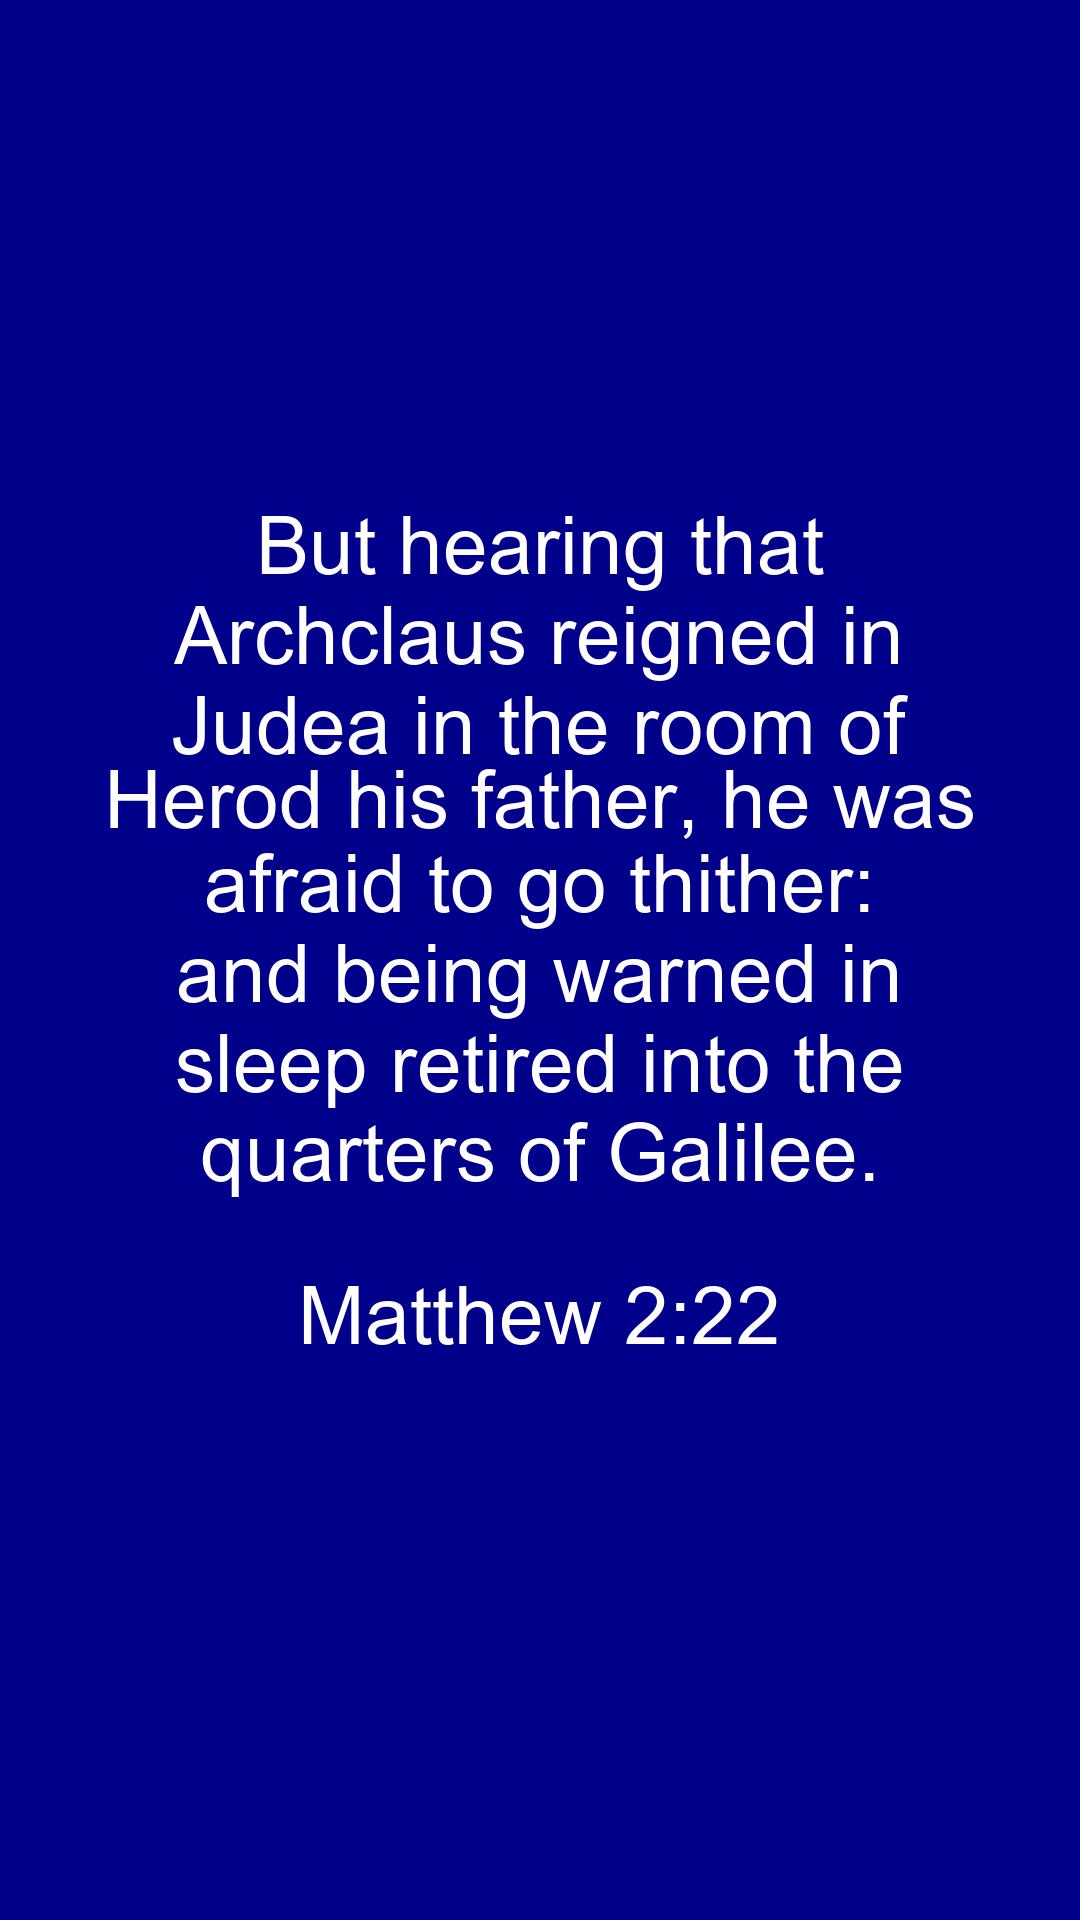 But hearing that
Archclaus reigned in
Judea in the room of
Herod his father, he was
afraid to go thither:
and being warned in
sleep retired into the
quarters of Galilee.
Matthew 2:22